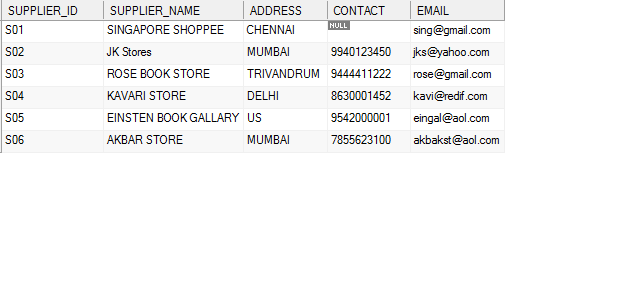 SUPPLIER_ID SUPPLIER_NAME ADDRESS CONTACT EMAIL
S01 SINGAPORE SHOPPEE CHENNAI NULL sing@gmail.com
S02 JK Stores MUMBAI 9940123450 jks@yahoo.com
S03 ROSE BOOK STORE TRIVANDRUM 9444411222 rose@gmail.com
S04 KAVARI STORE DELHI 8630001452 kavi@redif.com
S05 EINSTEN BOOK GALLARY US 9542000001 eingal@aol.com
S06 AKBAR STORE MUMBAI 7855623100 akbakst@aol.com